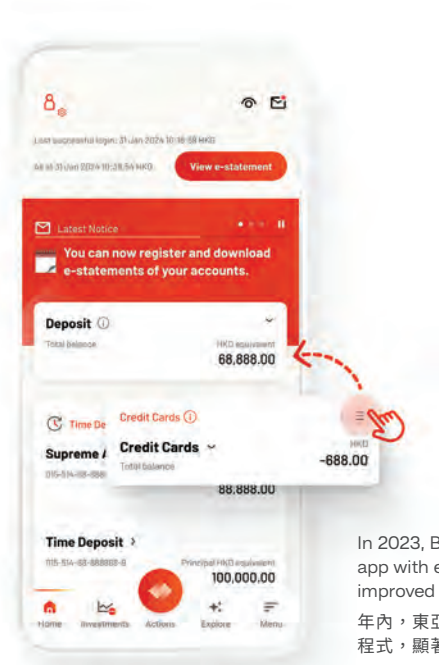 Last successful login: 31 Jan 2024 10:18:59 HKG
As at 31 Jan 2024 10:28:54 HKG
View e-statement
Latest Notice
You can now register and download
e-statements of your accounts.
Deposit
Total balance HKD equivalent
68,888.00
Time De
Credit Cards
Supreme
Credit Cards
HKD
-688.00
Total balance
88,888.00
Time Deposit
Principal HKD equivalent
100,000.00
Home Investments Actions Explore Menu
In 2023, B
app with e
improved
年內,東亞
程式,顯著